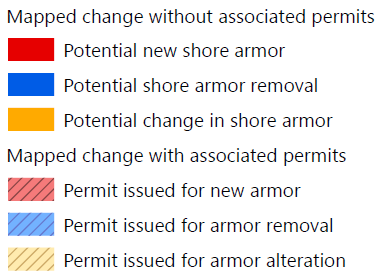 Mapped change without associated permits
Potential new shore armor
Potential shore armor removal
Potential change in shore armor
Mapped change with associated permits
Permit issued for new armor
Permit issued for armor removal
Permit issued for armor alteration